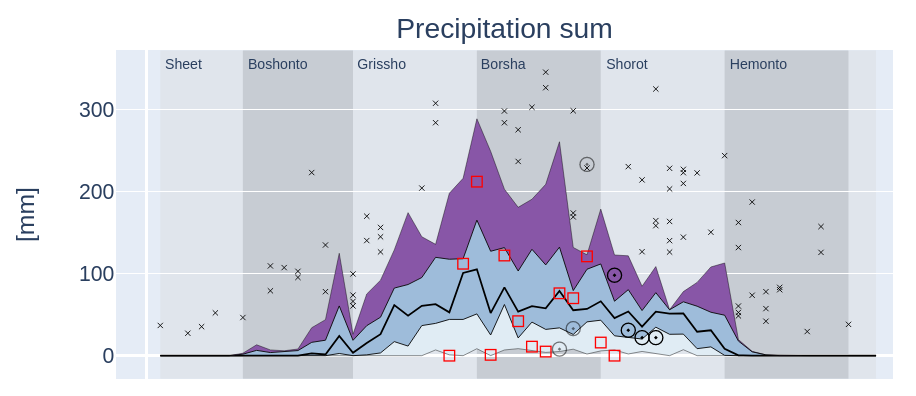 Precipitation sum
Sheet Boshonto Grissho Borsha Shorot Hemonto
300
200
[mm]
100
0